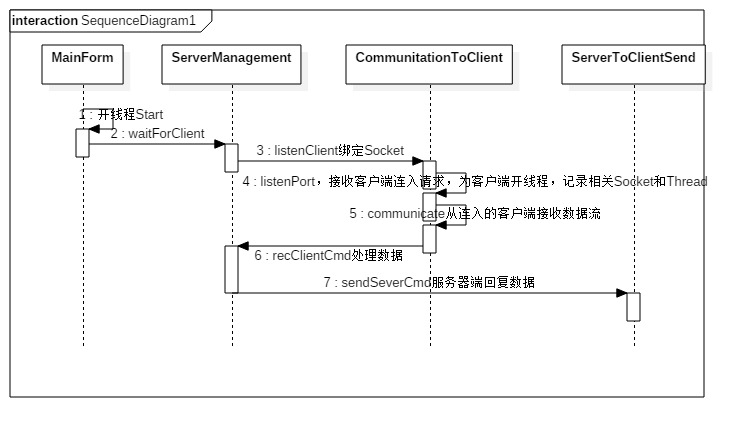 interaction SequenceDiagram1
MainForm
ServerManagement
CommunitationToClient
ServerToClientSend
1 : 开线程Start
2 : waitForClient
3 : listenClient绑定Socket
4 : listenPort，接收客户端连入请求，为客户端开线程，记录相关Socket和Thread
5 : communicate从连入的客户端接收数据流
6 : recClientCmd处理数据
7 : sendSeverCmd服务器端回复数据